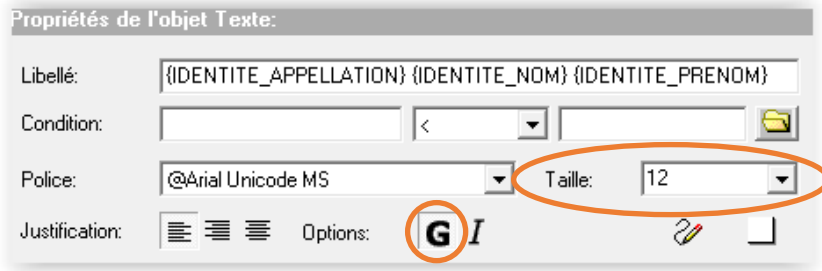 Propriétés de l'objet Texte:
Libellé: {IDENTITE_APPELLATION} {IDENTITE_NOM} {IDENTITE_PRENOM}
Condition: <
Police: @Arial Unicode MS Taille: 12
Justification: Options: G I